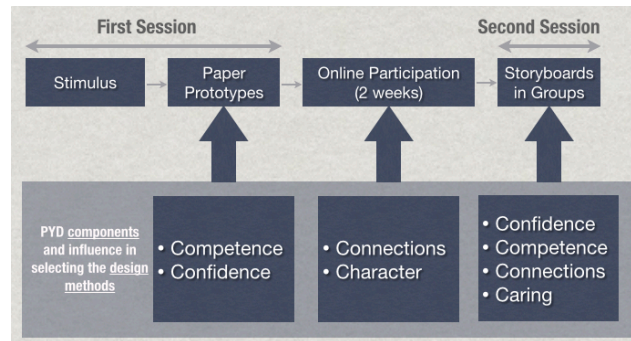 First Session
Second Session
Stimulus
Paper
Prototypes
Online Participation
(2 weeks)
Storyboards
in Groups
PYD components
and influence in
selecting the design
methods
• Competence
• Confidence
• Connections
• Character
• Confidence
• Competence
• Connections
• Caring